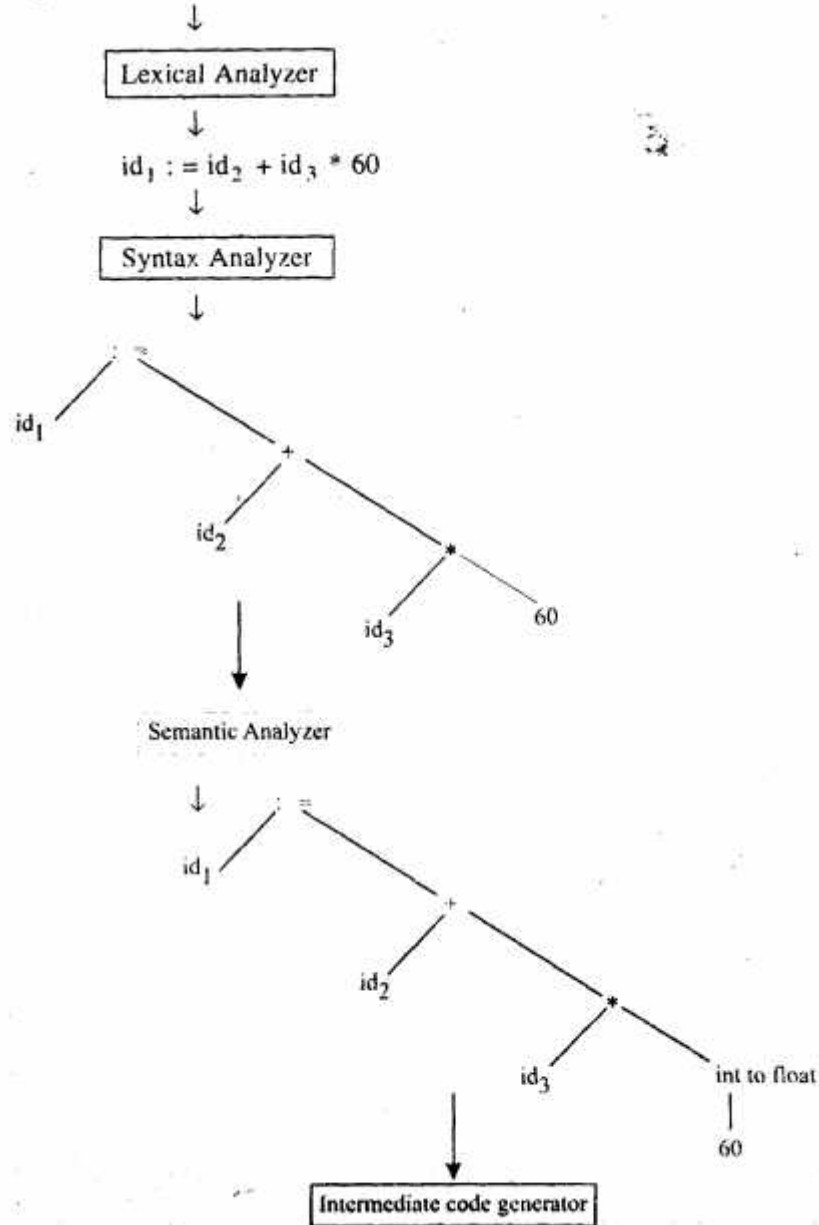 Lexical Analyzer
id₁ : = id₂ + id₃ * 60
Syntax Analyzer
: =
id₁
+
id₂
*
id₃
60
Semantic Analyzer
: =
id₁
+
id₂
*
id₃
int to float
60
Intermediate code generator